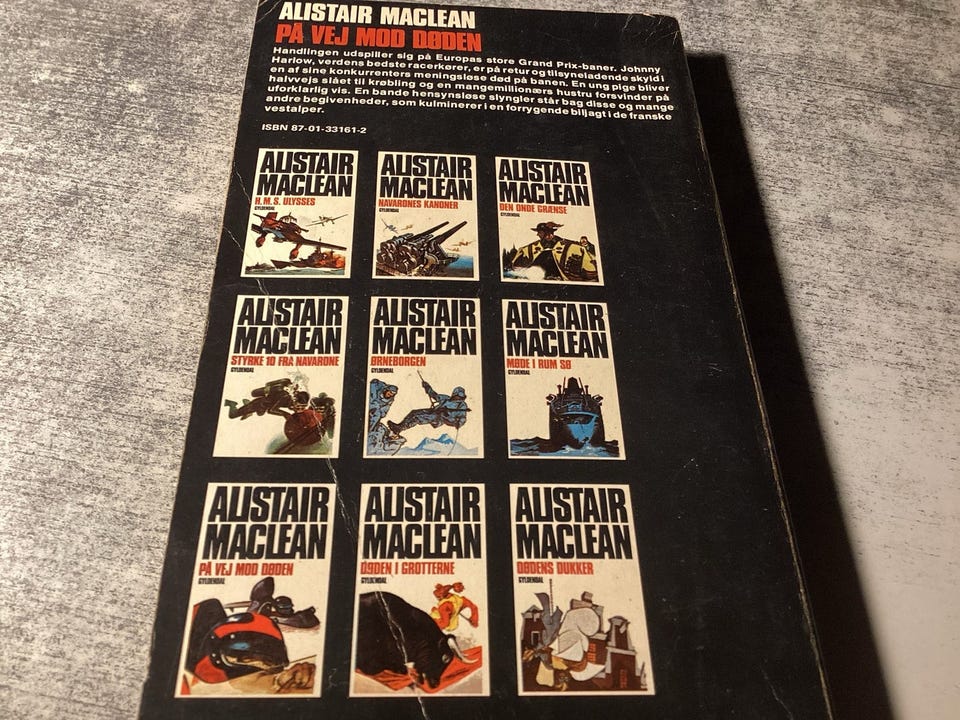 ALISTAIR MACLEAN
PÅ VEJ MOD DØDEN
Handlingen udspiller sig på Europas store Grand Prix-baner. Johnny
Harlow, verdens bedste racerkører, er på retur og tilsyneladende skyld i
en af sine konkurrenters meningsløse død på banen. En ung pige bliver
halvvejs slået til krøbling og en mangemillionærs hustru forsvinder på
uforklarlig vis. En bande hensynsløse slyngler står bag disse og mange
andre begivenheder, som kulminerer i en forrygende biljagt i de franske
vestalper.
ISBN 87-01-33161-2
ALISTAIR
MACLEAN
H.M.S. ULYSSES
GYLDENDAL
ALISTAIR
MACLEAN
NAVARONES KANONER
GYLDENDAL
ALISTAIR
MACLEAN
DEN ONDE GRÆNSE
GYLDENDAL
ALISTAIR
MACLEAN
STYRKE 10 FRA NAVARONE
GYLDENDAL
ALISTAIR
MACLEAN
ØRNEBORGEN
GYLDENDAL
ALISTAIR
MACLEAN
MØDE I RUM SØ
GYLDENDAL
ALISTAIR
MACLEAN
PÅ VEJ MOD DØDEN
GYLDENDAL
ALISTAIR
MACLEAN
DØDEN I GROTTERNE
GYLDENDAL
ALISTAIR
MACLEAN
DØDENS DUKKER
GYLDENDAL